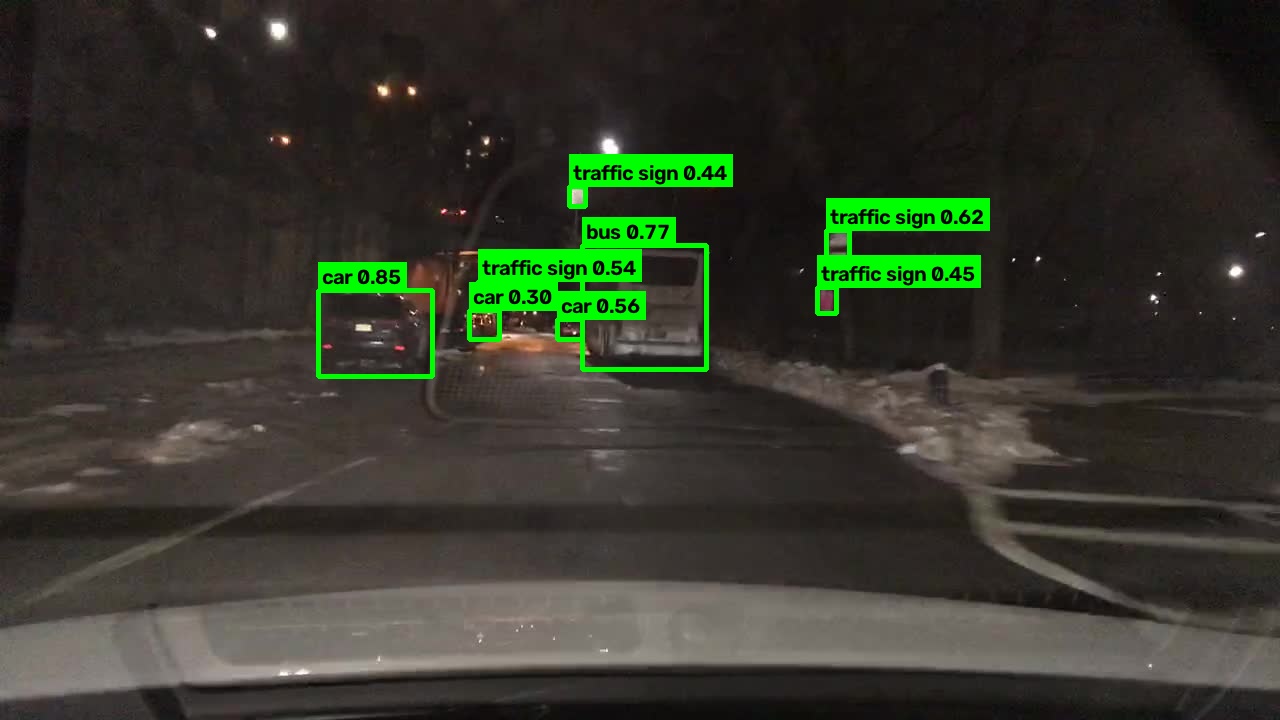 traffic sign 0.44
traffic sign 0.62
bus 0.77
traffic sign 0.54
traffic sign 0.45
car 0.85
car 0.30
car 0.56